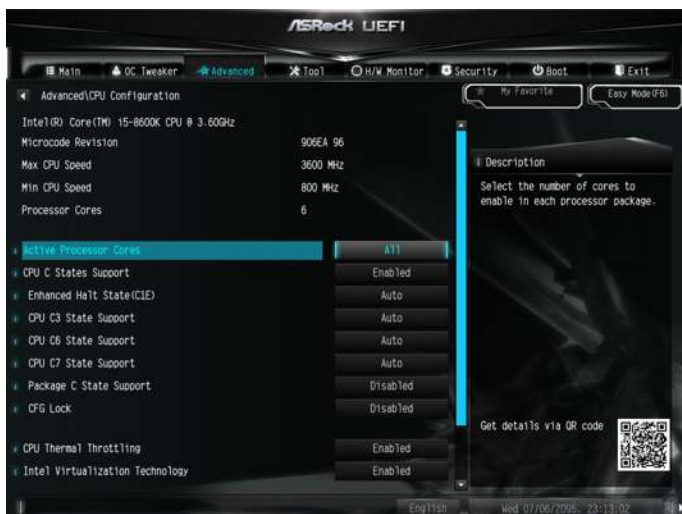 ASRock UEFI
Main
OC Tweaker
Advanced
Tool
H/W Monitor
Security
Boot
Exit
Advanced\CPU Configuration
My Favorite
Easy Mode(F6)
Intel(R) Core(TM) i5-8600K CPU @ 3.60GHz
Microcode Revision 906EA 96
Max CPU Speed 3600 MHz
Min CPU Speed 800 MHz
Processor Cores 6
Active Processor Cores All
CPU C States Support Enabled
Enhanced Halt State(C1E) Auto
CPU C3 State Support Auto
CPU C6 State Support Auto
CPU C7 State Support Auto
Package C State Support Disabled
CFG Lock Disabled
CPU Thermal Throttling Enabled
Intel Virtualization Technology Enabled
Description
Select the number of cores to
enable in each processor package.
Get details via QR code
English
Wed 07/06/2095, 23:13:02